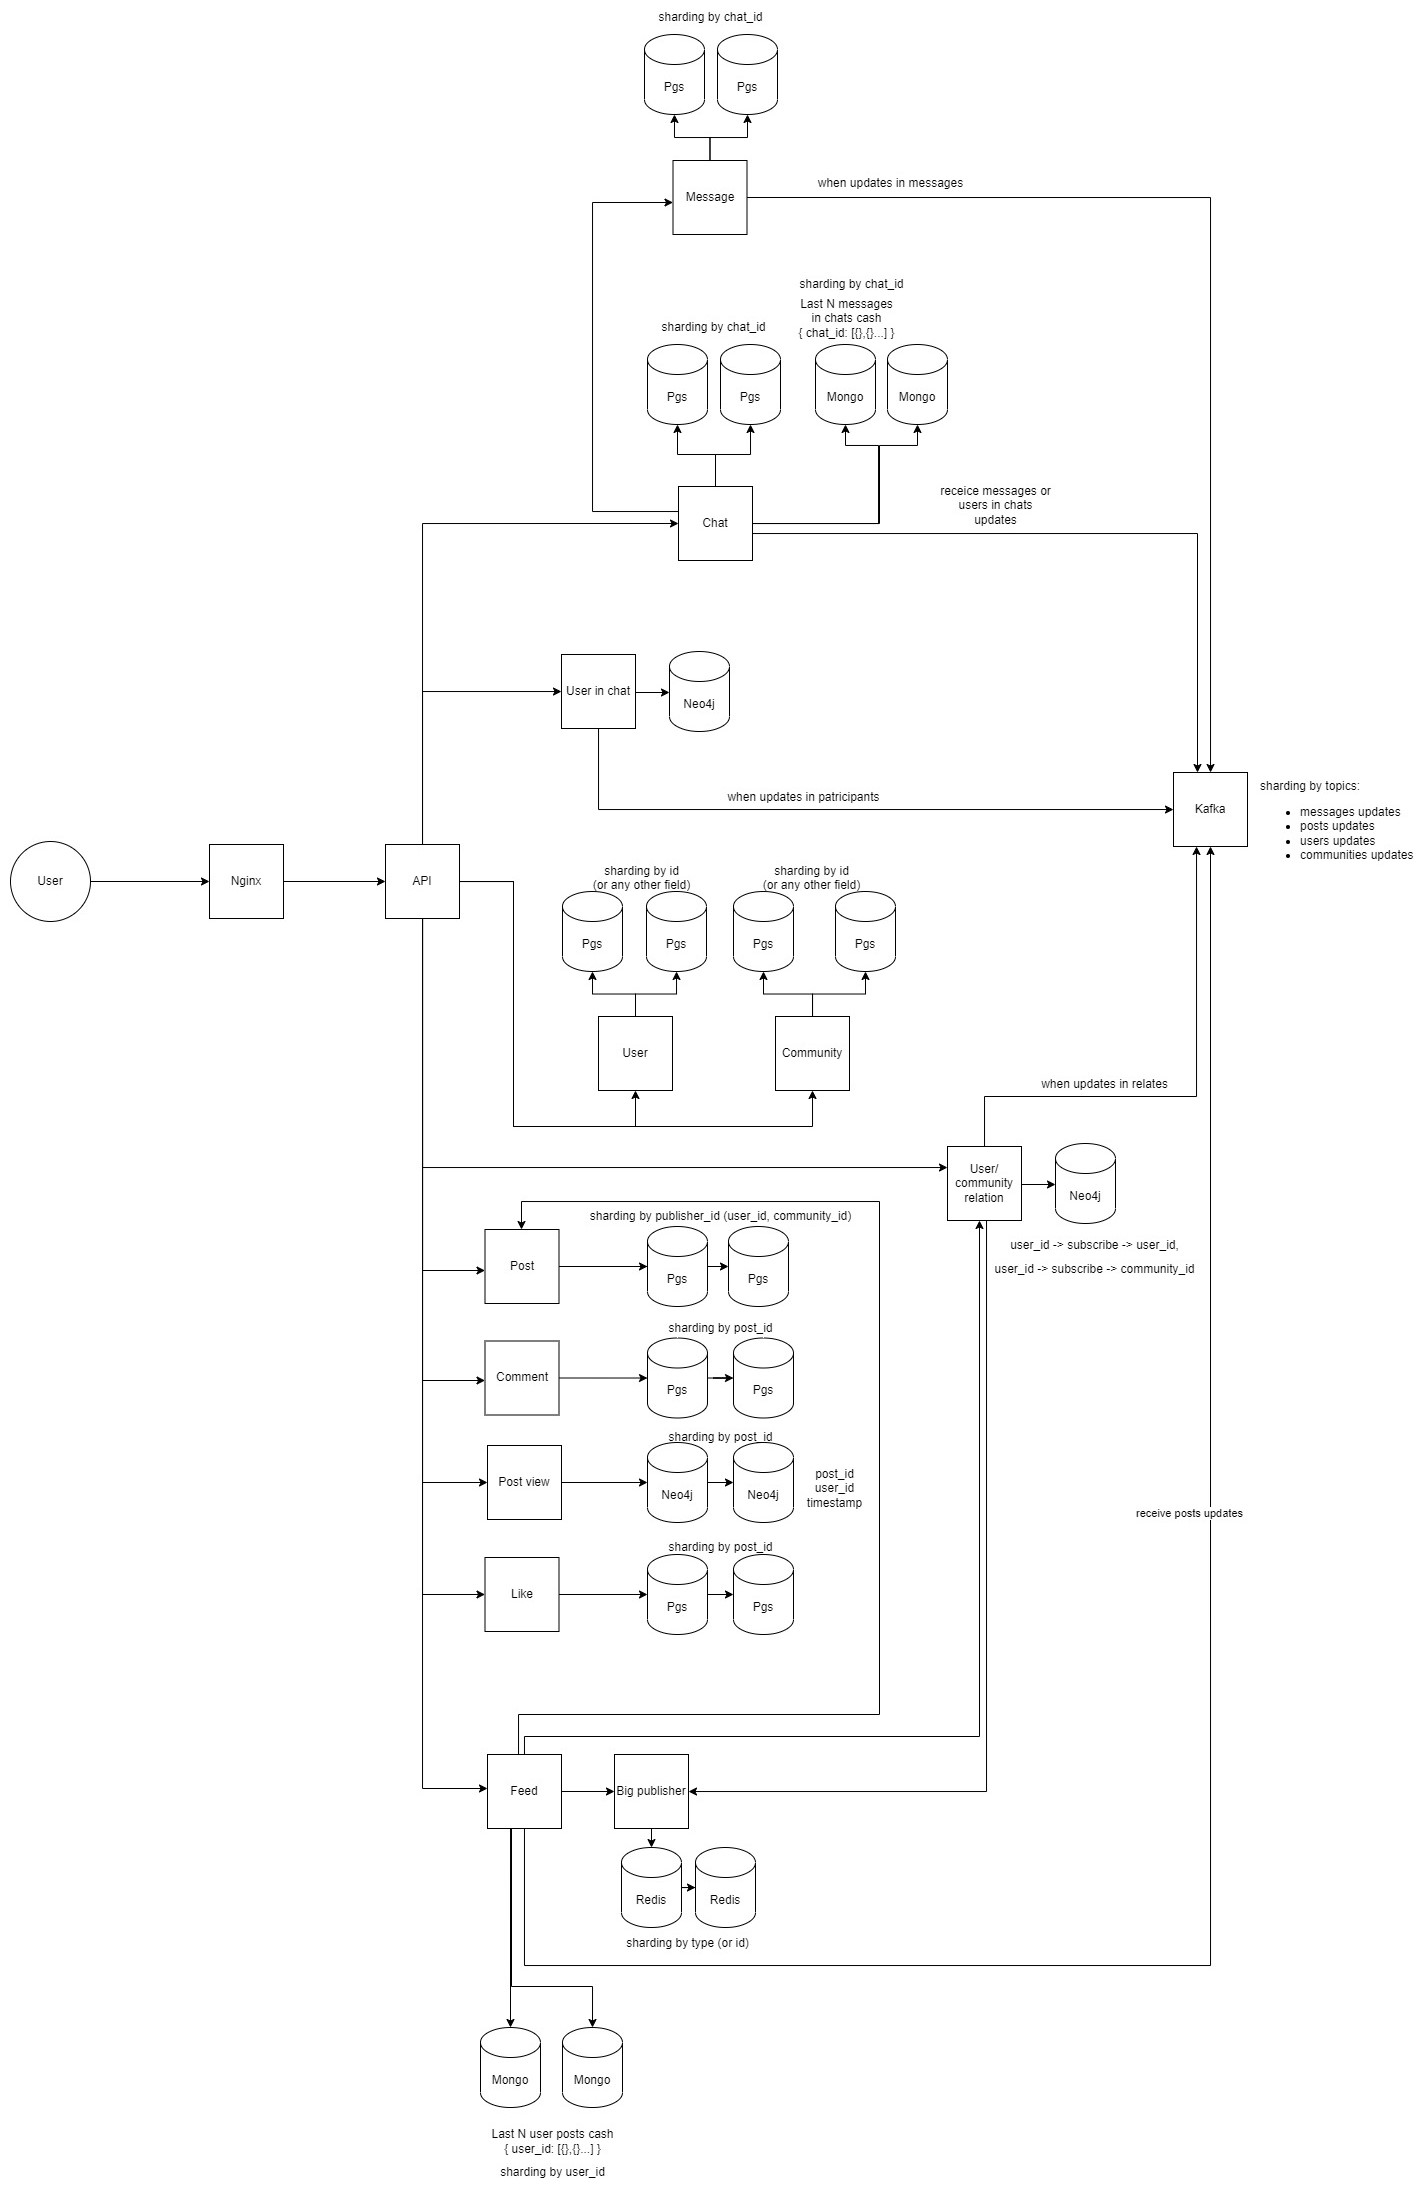 sharding by chat_id
Pgs
Pgs
Message
when updates in messages
sharding by chat_id
Last N messages
in chats cash
{ chat_id: [{},{}...] }
sharding by chat_id
Pgs
Pgs
Mongo
Mongo
receice messages or
users in chats
updates
Chat
User in chat
Neo4j
when updates in patricipants
Kafka
sharding by topics:
messages updates
posts updates
users updates
communities updates
User
Nginx
API
sharding by id
(or any other field)
sharding by id
(or any other field)
Pgs
Pgs
Pgs
Pgs
User
Community
when updates in relates
User/
community
relation
Neo4j
user_id -> subscribe -> user_id,
user_id -> subscribe -> community_id
sharding by publisher_id (user_id, community_id)
Post
Pgs
Pgs
sharding by post_id
Comment
Pgs
Pgs
sharding by post_id
Post view
Neo4j
Neo4j
post_id
user_id
timestamp
receive posts updates
sharding by post_id
Like
Pgs
Pgs
Feed
Big publisher
Redis
Redis
sharding by type (or id)
Mongo
Mongo
Last N user posts cash
{ user_id: [{},{}...] }
sharding by user_id